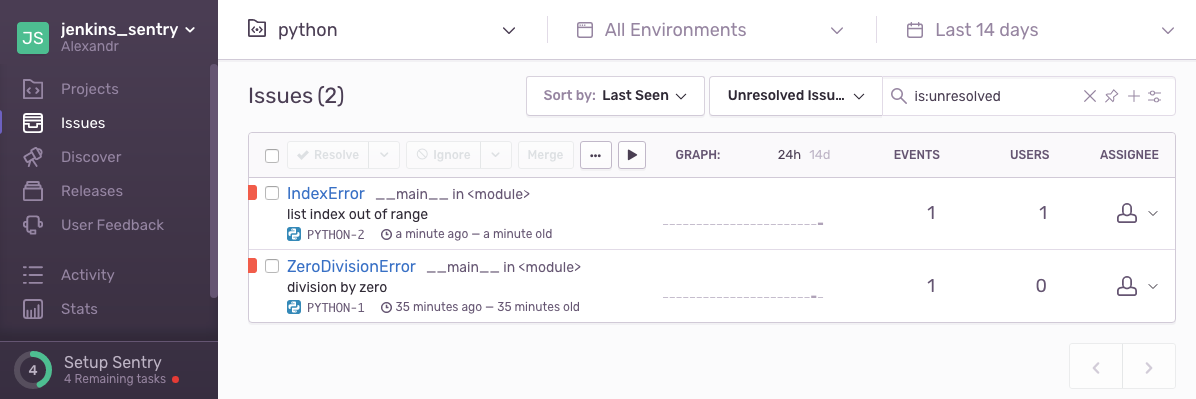 JS
jenkins_sentry
Alexandr
Projects
Issues
Discover
Releases
User Feedback
Activity
Stats
4
Setup Sentry
4 Remaining tasks
python
All Environments
Last 14 days
Issues (2)
Sort by: Last Seen
Unresolved Issu...
is:unresolved
Resolve
Ignore
Merge
GRAPH:
24h 14d
EVENTS
USERS
ASSIGNEE
IndexError __main__ in <module>
list index out of range
PYTHON-2 a minute ago — a minute old
1
1
ZeroDivisionError __main__ in <module>
division by zero
PYTHON-1 35 minutes ago — 35 minutes old
1
0